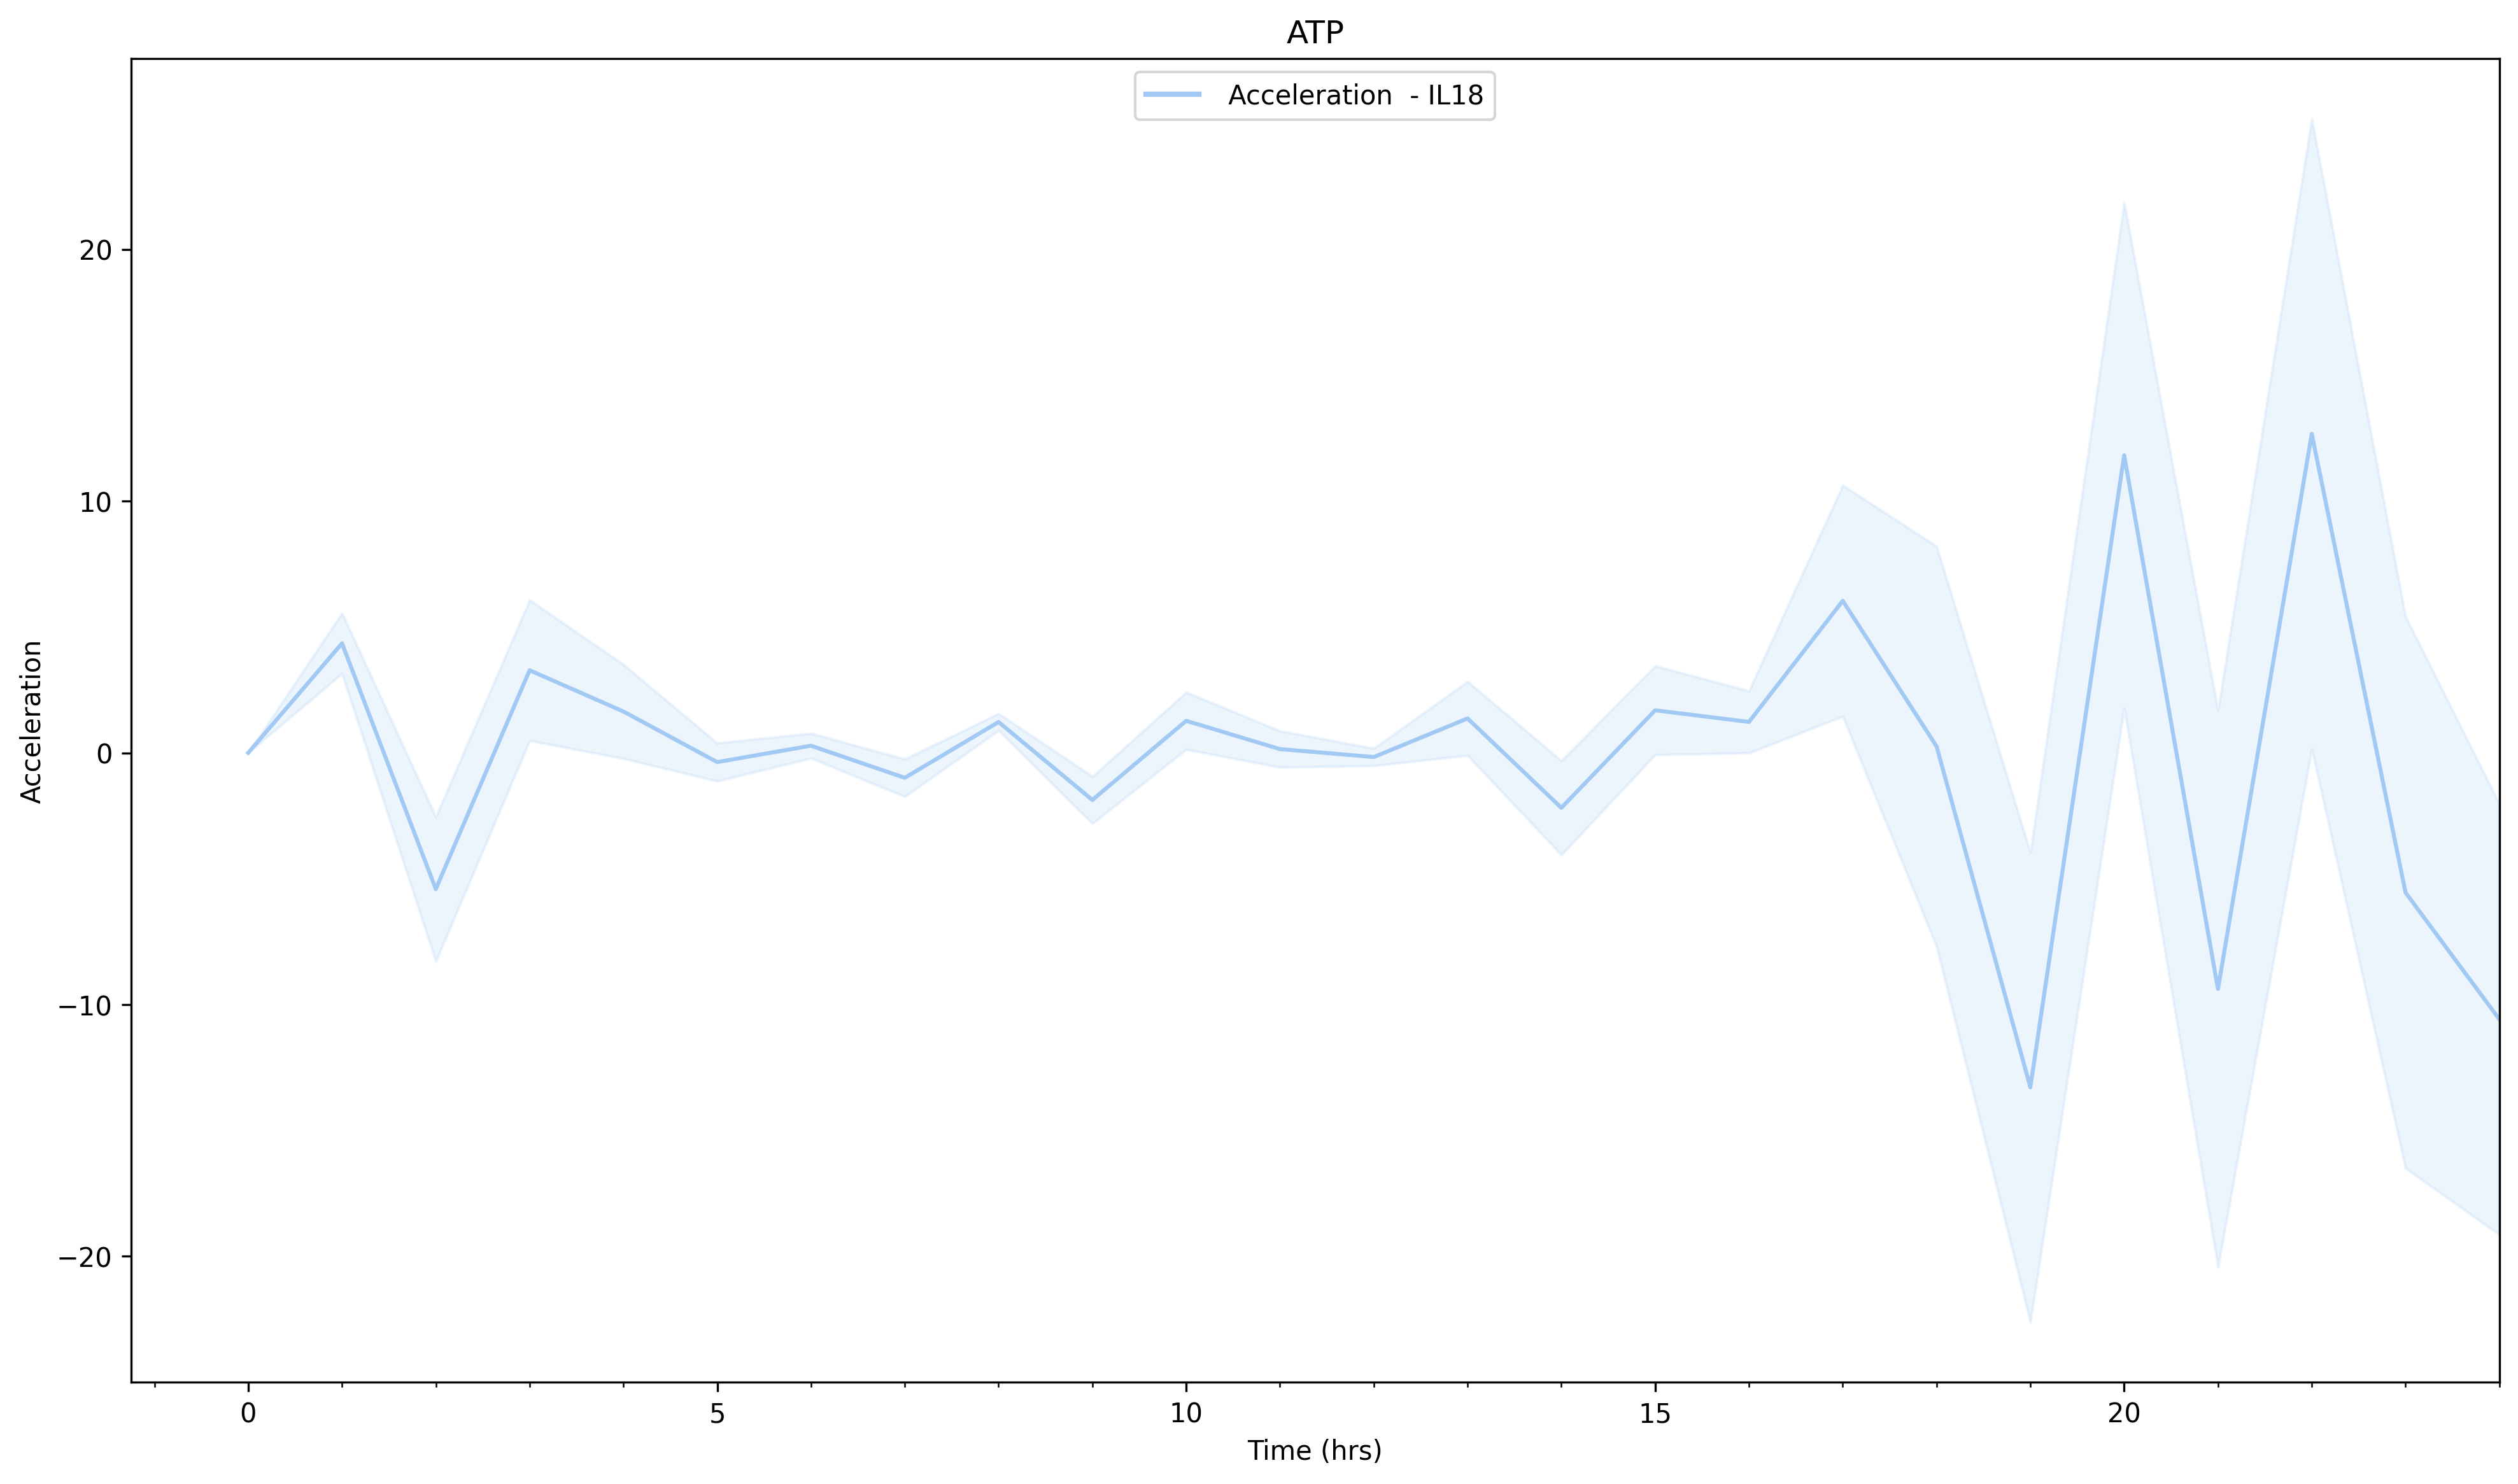 ATP
Acceleration - IL18
Acceleration
20
10
0
−10
−20
0 5 10 15 20
Time (hrs)